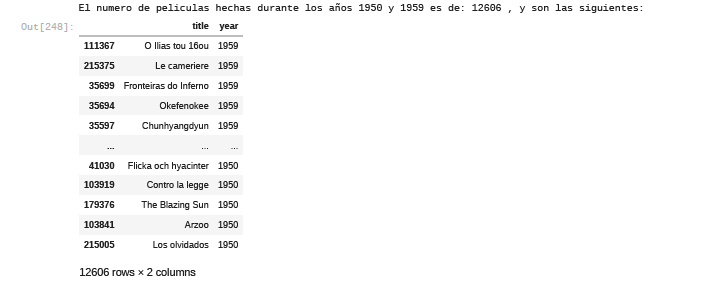 El numero de peliculas hechas durante los años 1950 y 1959 es de: 12606 , y son las siguientes:
Out[248]:
title year
111367 O Ilias tou 16ou 1959
215375 Le cameriere 1959
35699 Fronteiras do Inferno 1959
35694 Okefenokee 1959
35597 Chunhyangdyun 1959
... ... ...
41030 Flicka och hyacinter 1950
103919 Contro la legge 1950
179376 The Blazing Sun 1950
103841 Arzoo 1950
215005 Los olvidados 1950
12606 rows × 2 columns